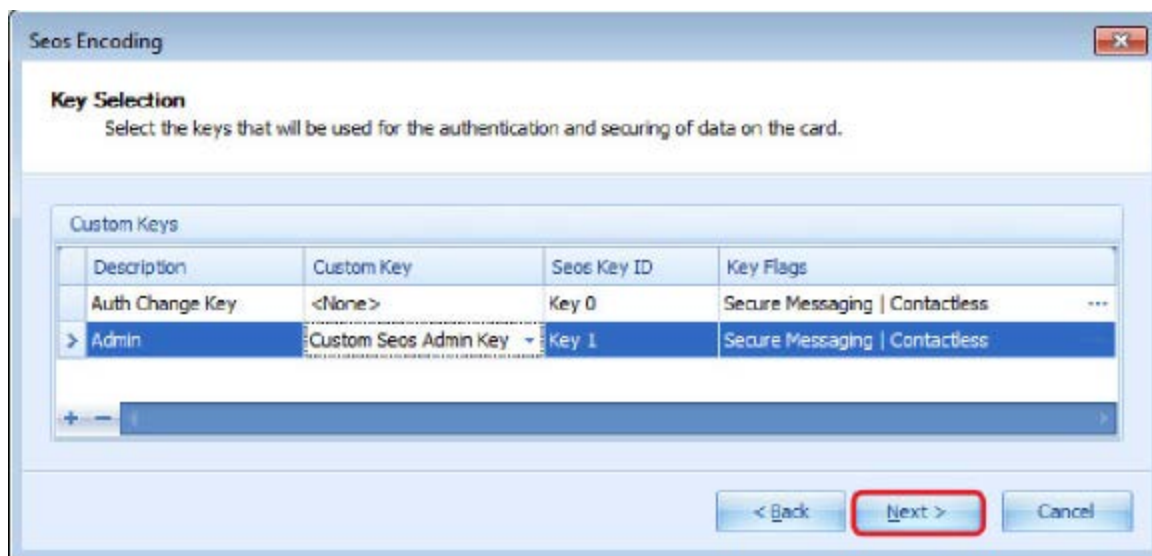 Seos Encoding
Key Selection
Select the keys that will be used for the authentication and securing of data on the card.
Custom Keys
Description Custom Key Seos Key ID Key Flags
Auth Change Key <None> Key 0 Secure Messaging | Contactless ...
> Admin Custom Seos Admin Key Key 1 Secure Messaging | Contactless
+ -
< Back Next > Cancel